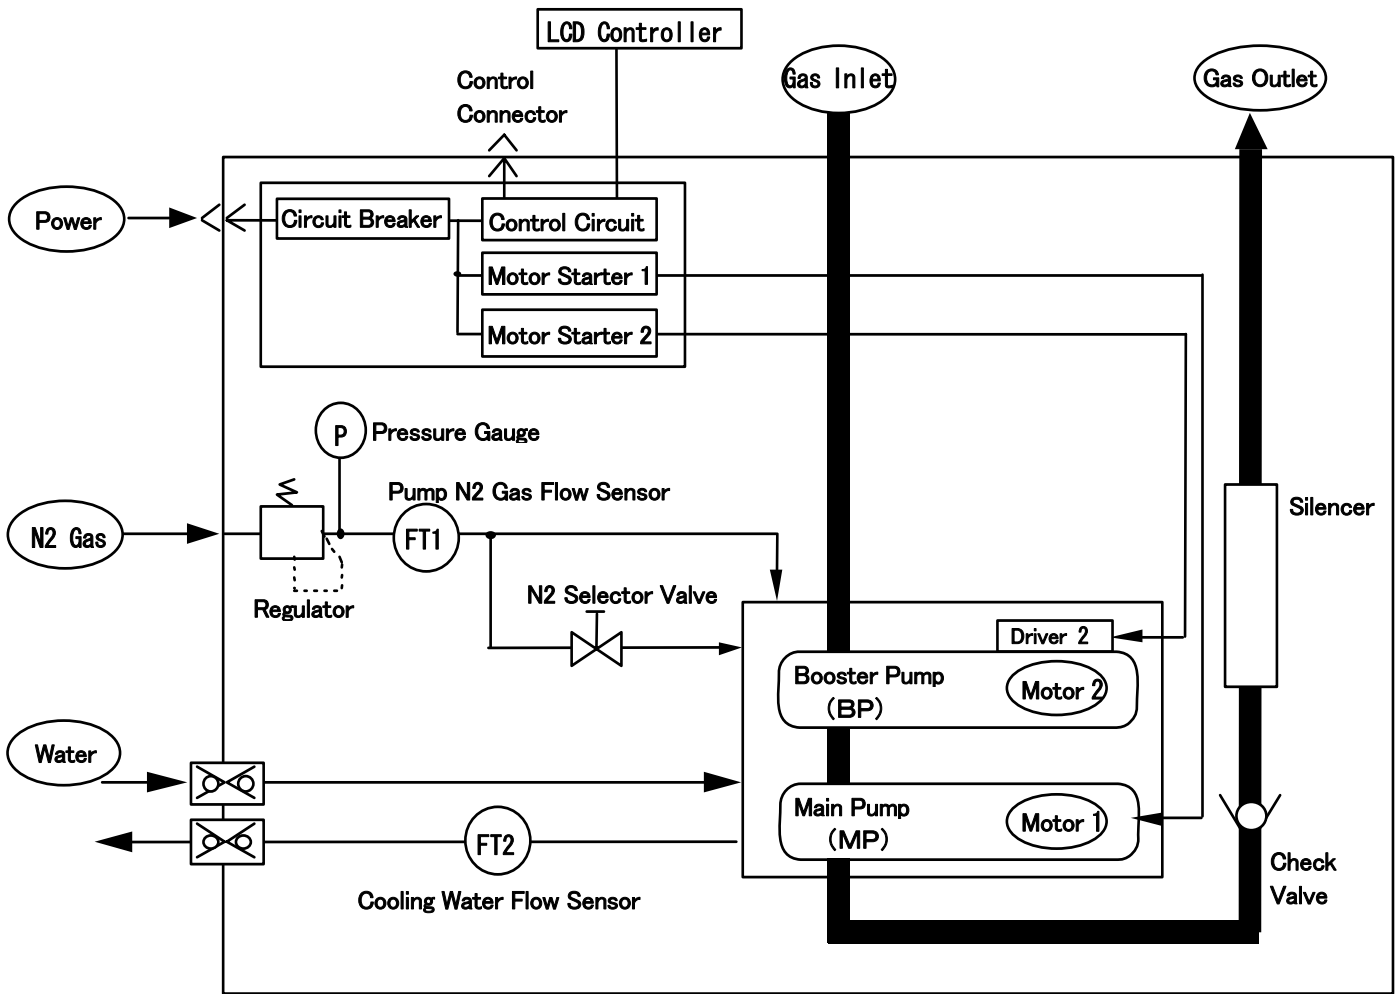 LCD Controller
Control
Connector
Gas Inlet
Gas Outlet
Power
Circuit Breaker
Control Circuit
Motor Starter 1
Motor Starter 2
P
Pressure Gauge
Pump N2 Gas Flow Sensor
N2 Gas
FT1
Silencer
Regulator
N2 Selector Valve
Driver 2
Booster Pump
(BP)
Motor 2
Water
Main Pump
(MP)
Motor 1
FT2
Cooling Water Flow Sensor
Check
Valve